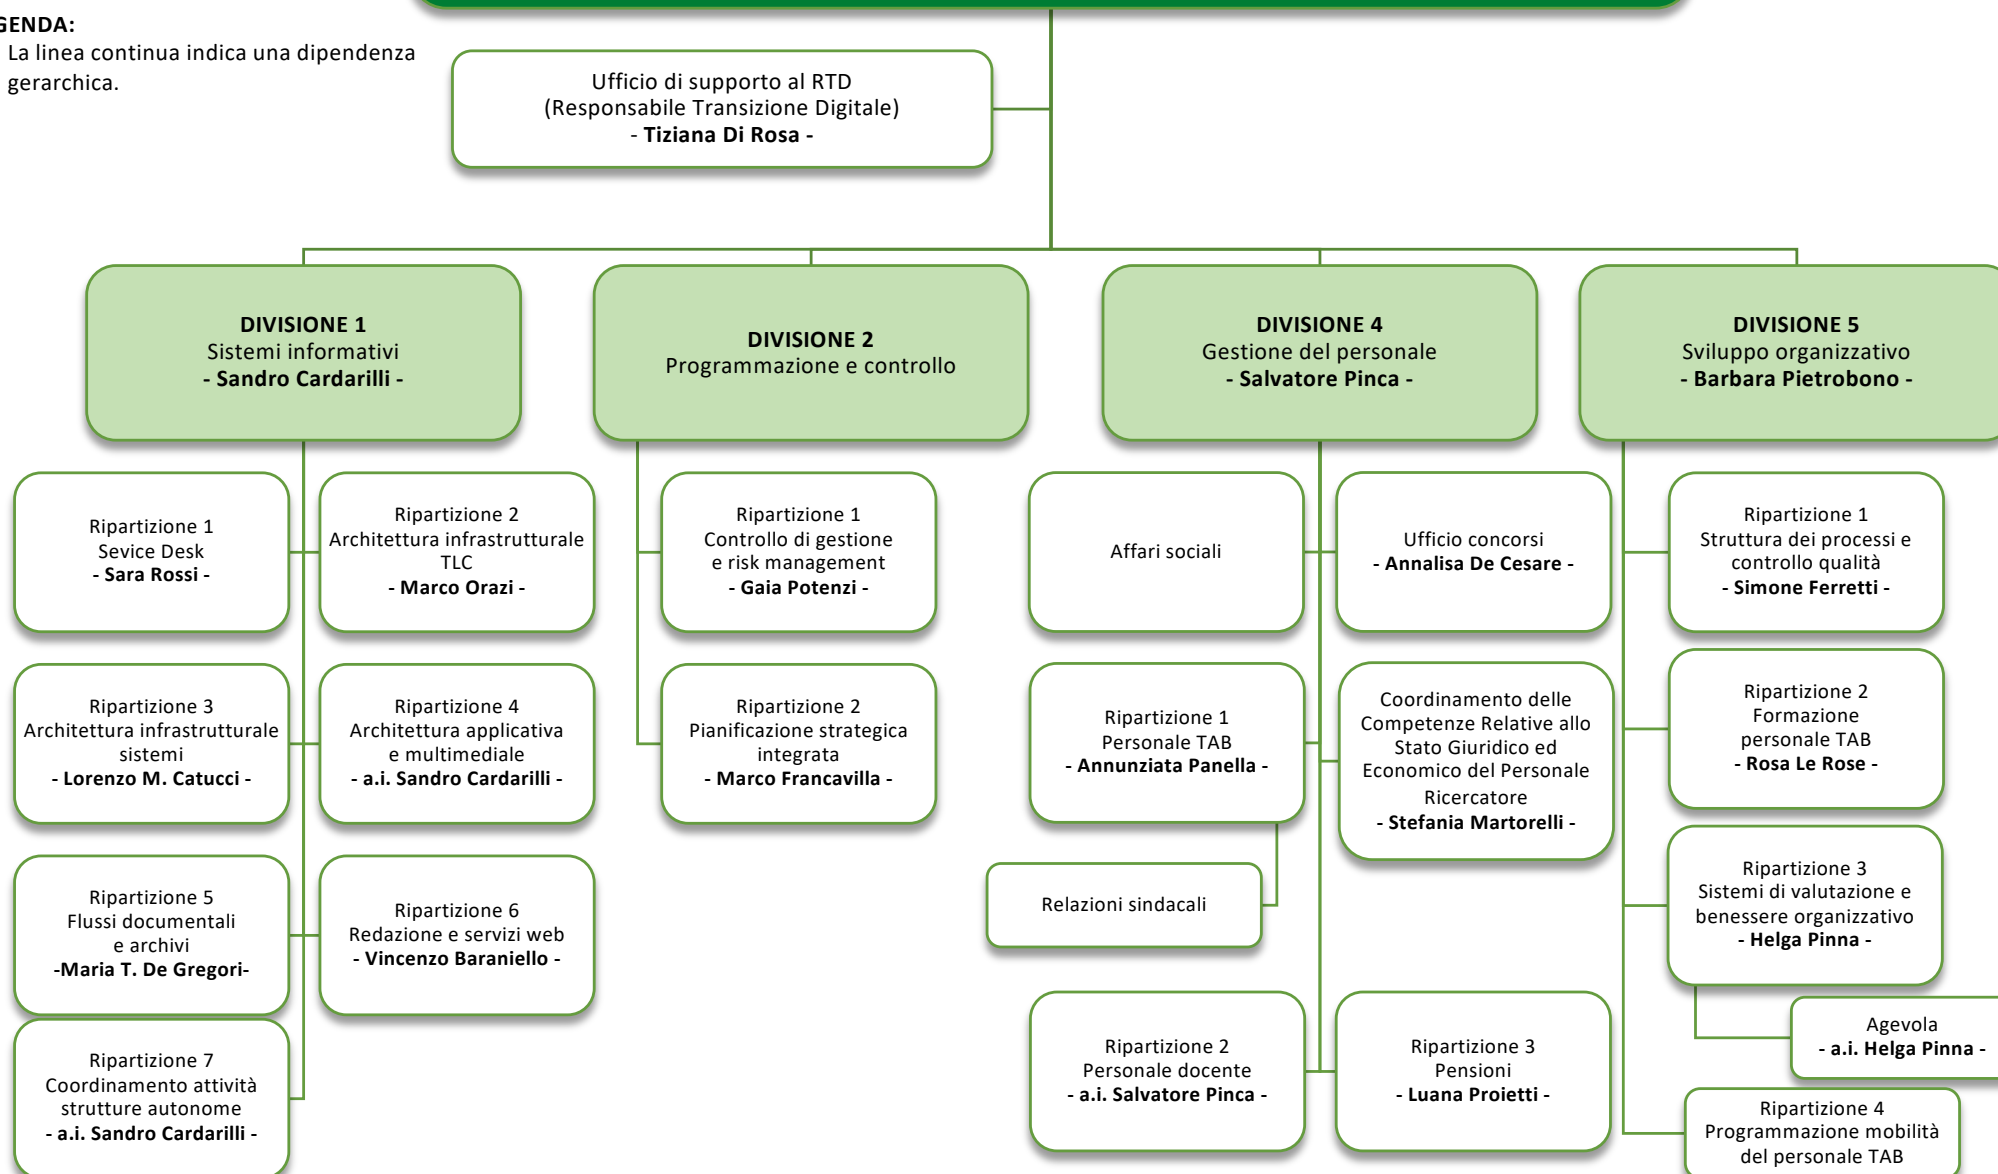 GENDA:
La linea continua indica una dipendenza
gerarchica.
Ufficio di supporto al RTD
(Responsabile Transizione Digitale)
- Tiziana Di Rosa -
DIVISIONE 1
Sistemi informativi
- Sandro Cardarilli -
DIVISIONE 2
Programmazione e controllo
DIVISIONE 4
Gestione del personale
- Salvatore Pinca -
DIVISIONE 5
Sviluppo organizzativo
- Barbara Pietrobono -
Ripartizione 1
Sevice Desk
- Sara Rossi -
Ripartizione 2
Architettura infrastrutturale
TLC
- Marco Orazi -
Ripartizione 1
Controllo di gestione
e risk management
- Gaia Potenzi -
Affari sociali
Ufficio concorsi
- Annalisa De Cesare -
Ripartizione 1
Struttura dei processi e
controllo qualità
- Simone Ferretti -
Ripartizione 3
Architettura infrastrutturale
sistemi
- Lorenzo M. Catucci -
Ripartizione 4
Architettura applicativa
e multimediale
- a.i. Sandro Cardarilli -
Ripartizione 2
Pianificazione strategica
integrata
- Marco Francavilla -
Ripartizione 1
Personale TAB
- Annunziata Panella -
Coordinamento delle
Competenze Relative allo
Stato Giuridico ed
Economico del Personale
Ricercatore
- Stefania Martorelli -
Ripartizione 2
Formazione
personale TAB
- Rosa Le Rose -
Ripartizione 5
Flussi documentali
e archivi
-Maria T. De Gregori-
Ripartizione 6
Redazione e servizi web
- Vincenzo Baraniello -
Relazioni sindacali
Ripartizione 3
Sistemi di valutazione e
benessere organizzativo
- Helga Pinna -
Ripartizione 7
Coordinamento attività
strutture autonome
- a.i. Sandro Cardarilli -
Ripartizione 2
Personale docente
- a.i. Salvatore Pinca -
Ripartizione 3
Pensioni
- Luana Proietti -
Agevola
- a.i. Helga Pinna -
Ripartizione 4
Programmazione mobilità
del personale TAB